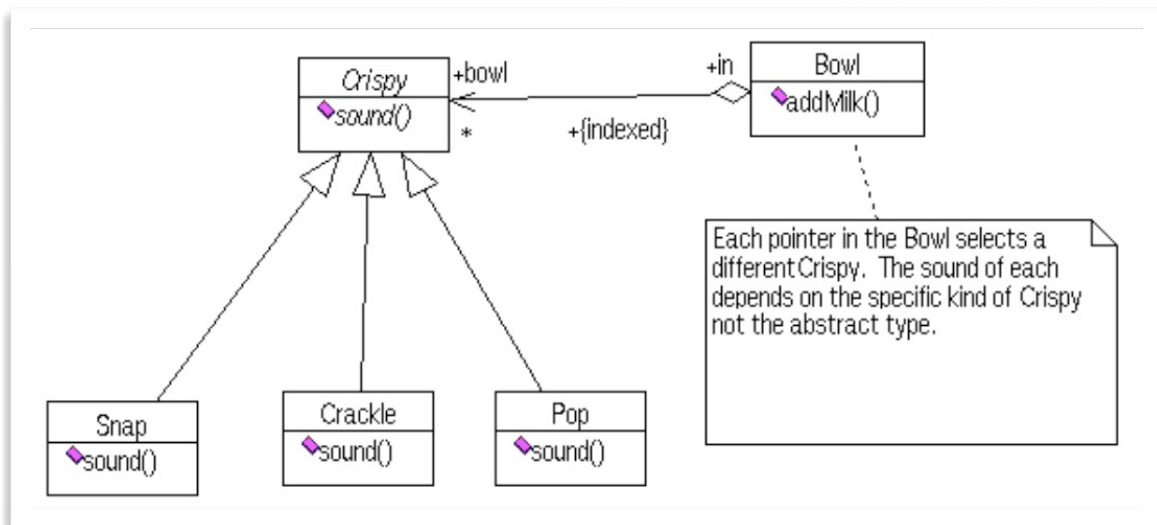 Crispy
sound()
+bowl
*
+{indexed}
+in
Bowl
addMilk()
Each pointer in the Bowl selects a
different Crispy. The sound of each
depends on the specific kind of Crispy
not the abstract type.
Snap
sound()
Crackle
sound()
Pop
sound()